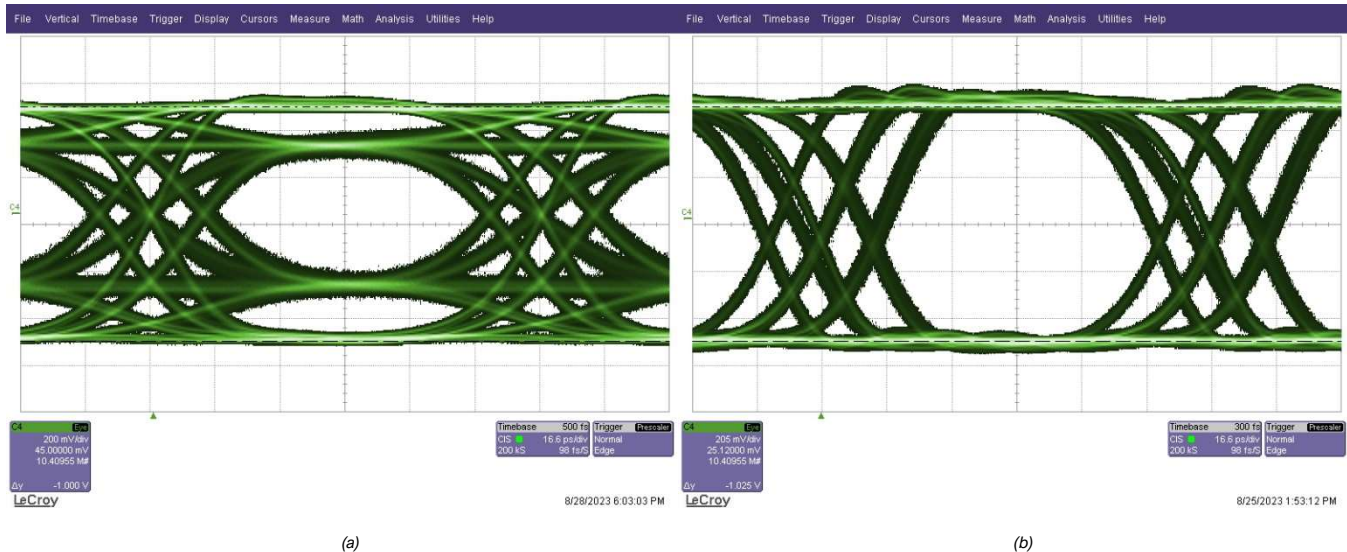 File Vertical Timebase Trigger Display Cursors Measure Math Analysis Utilities Help
C4
C4 Eye
200 mV/div
45.00000 mV
10.40955 M#
Δy -1.000 V
LeCroy
Timebase 500 fs
CIS 16.6 ps/div
200 kS 98 fs/S
Trigger Prescaler
Normal
Edge
8/28/2023 6:03:03 PM
(a)
File Vertical Timebase Trigger Display Cursors Measure Math Analysis Utilities Help
C4
C4 Eye
205 mV/div
25.12000 mV
10.40955 M#
Δy -1.025 V
LeCroy
Timebase 300 fs
CIS 16.6 ps/div
200 kS 98 fs/S
Trigger Prescaler
Normal
Edge
8/25/2023 1:53:12 PM
(b)